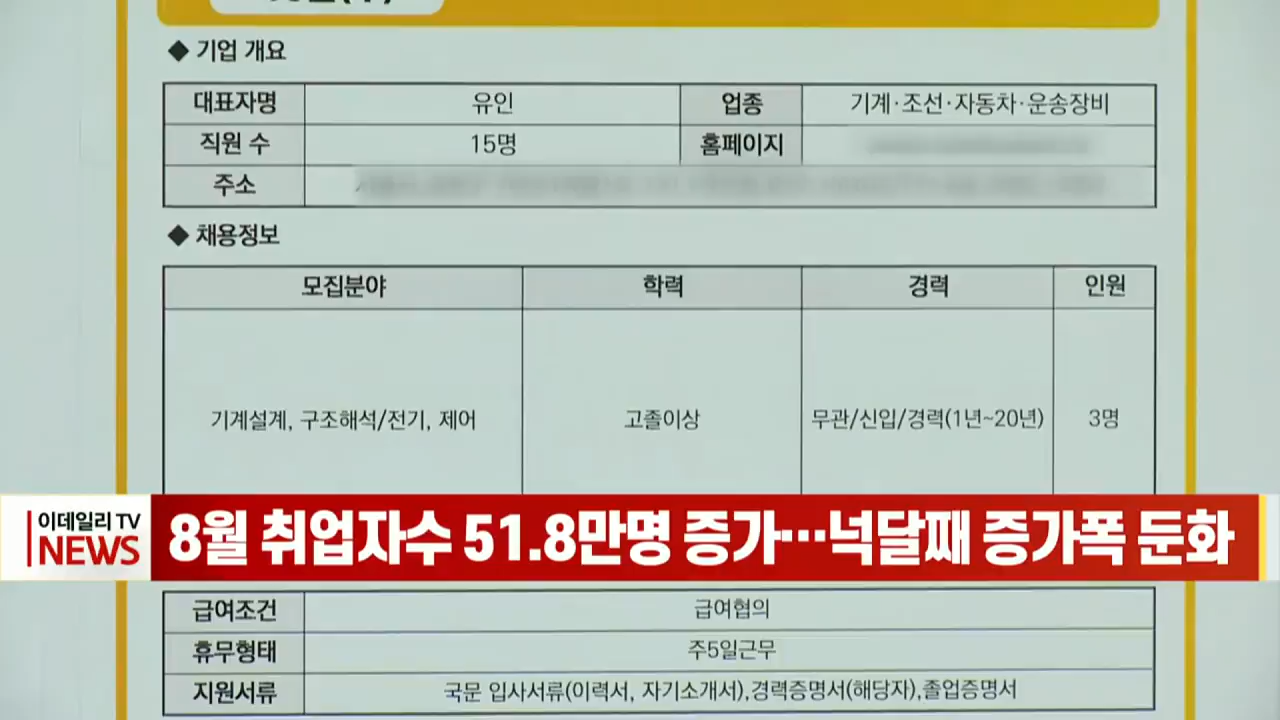 ◆ 기업 개요
대표자명 유인 업종 기계·조선·자동차·운송장비
직원 수 15명 홈페이지
주소
◆ 채용정보
모집분야 학력 경력 인원
기계설계, 구조해석/전기, 제어 고졸이상 무관/신입/경력(1년~20년) 3명
이데일리 TV
NEWS
8월 취업자수 51.8만명 증가…넉달째 증가폭 둔화
급여조건 급여협의
휴무형태 주5일근무
지원서류 국문 입사서류(이력서, 자기소개서),경력증명서(해당자),졸업증명서